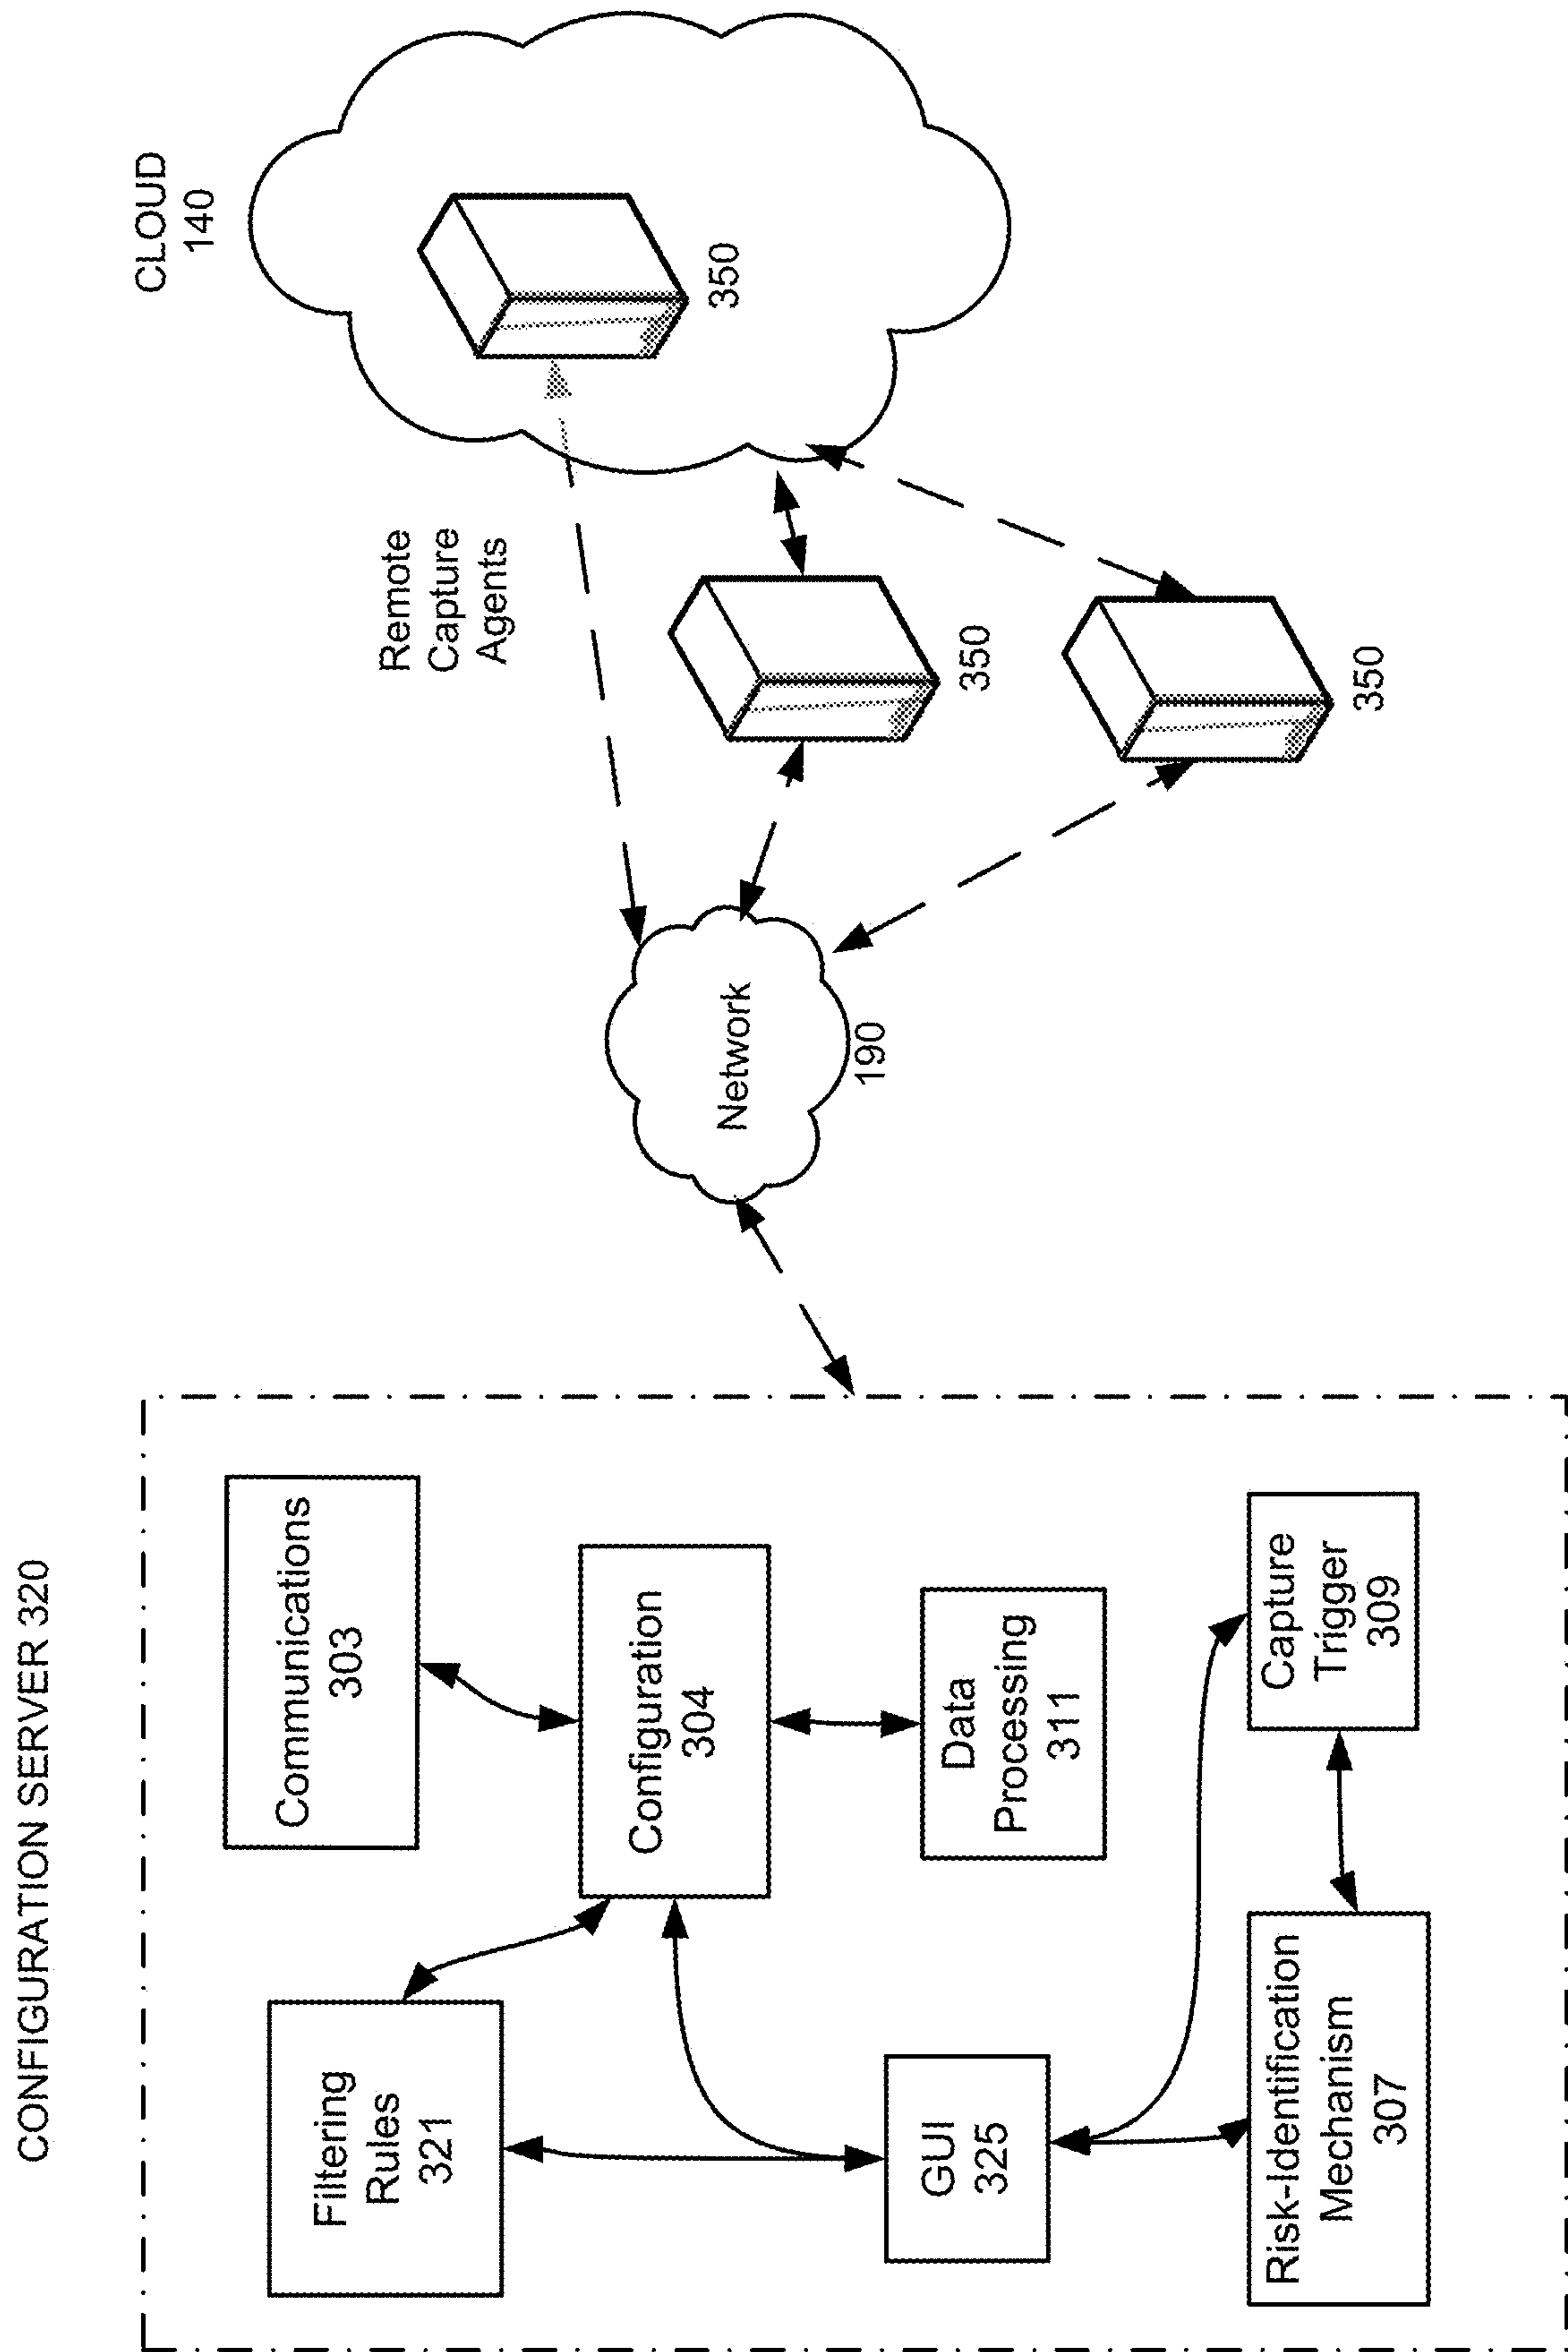 CONFIGURATION SERVER 320
Filtering
Rules
321
Communications
303
Configuration
304
GUI
325
Data
Processing
311
Risk-Identification
Mechanism
307
Capture
Trigger
309
Network
190
Remote
Capture
Agents
350
350
CLOUD
140
350